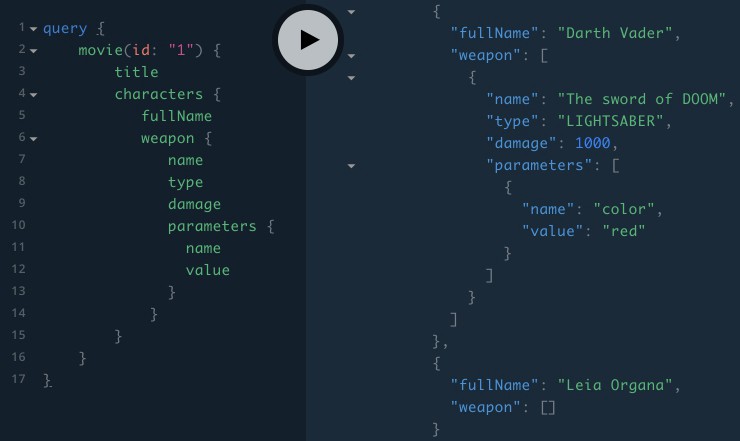 1 query {
2 movie(id: "1") {
3 title
4 characters {
5 fullName
6 weapon {
7 name
8 type
9 damage
10 parameters {
11 name
12 value
13 }
14 }
15 }
16 }
17 }
{
"fullName": "Darth Vader",
"weapon": [
{
"name": "The sword of DOOM",
"type": "LIGHTSABER",
"damage": 1000,
"parameters": [
{
"name": "color",
"value": "red"
}
]
}
]
},
{
"fullName": "Leia Organa",
"weapon": []
}